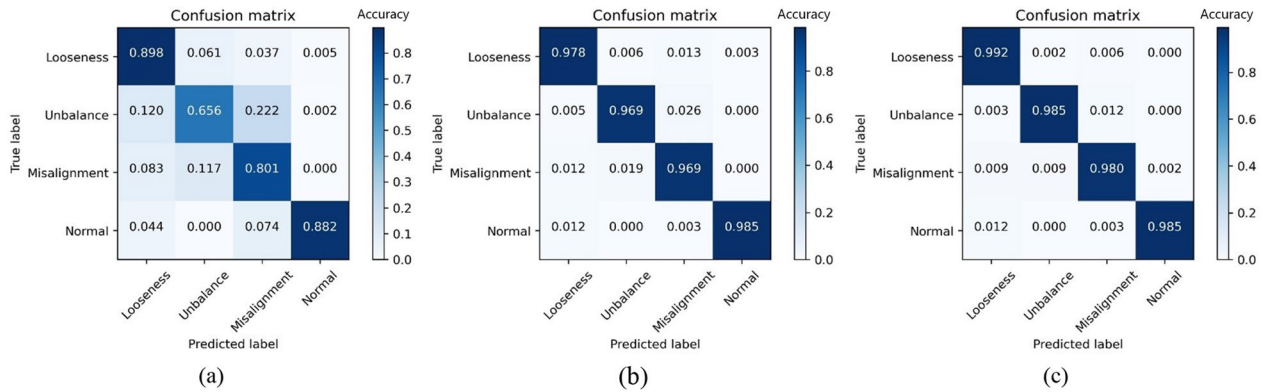 Confusion matrix
Accuracy
True label
Looseness 0.898 0.061 0.037 0.005
Unbalance 0.120 0.656 0.222 0.002
Misalignment 0.083 0.117 0.801 0.000
Normal 0.044 0.000 0.074 0.882
Looseness Unbalance Misalignment Normal
Predicted label
0.8
0.7
0.6
0.5
0.4
0.3
0.2
0.1
0.0
(a)
Confusion matrix
Accuracy
True label
Looseness 0.978 0.006 0.013 0.003
Unbalance 0.005 0.969 0.026 0.000
Misalignment 0.012 0.019 0.969 0.000
Normal 0.012 0.000 0.003 0.985
Looseness Unbalance Misalignment Normal
Predicted label
0.8
0.6
0.4
0.2
0.0
(b)
Confusion matrix
Accuracy
True label
Looseness 0.992 0.002 0.006 0.000
Unbalance 0.003 0.985 0.012 0.000
Misalignment 0.009 0.009 0.980 0.002
Normal 0.012 0.000 0.003 0.985
Looseness Unbalance Misalignment Normal
Predicted label
0.8
0.6
0.4
0.2
0.0
(c)